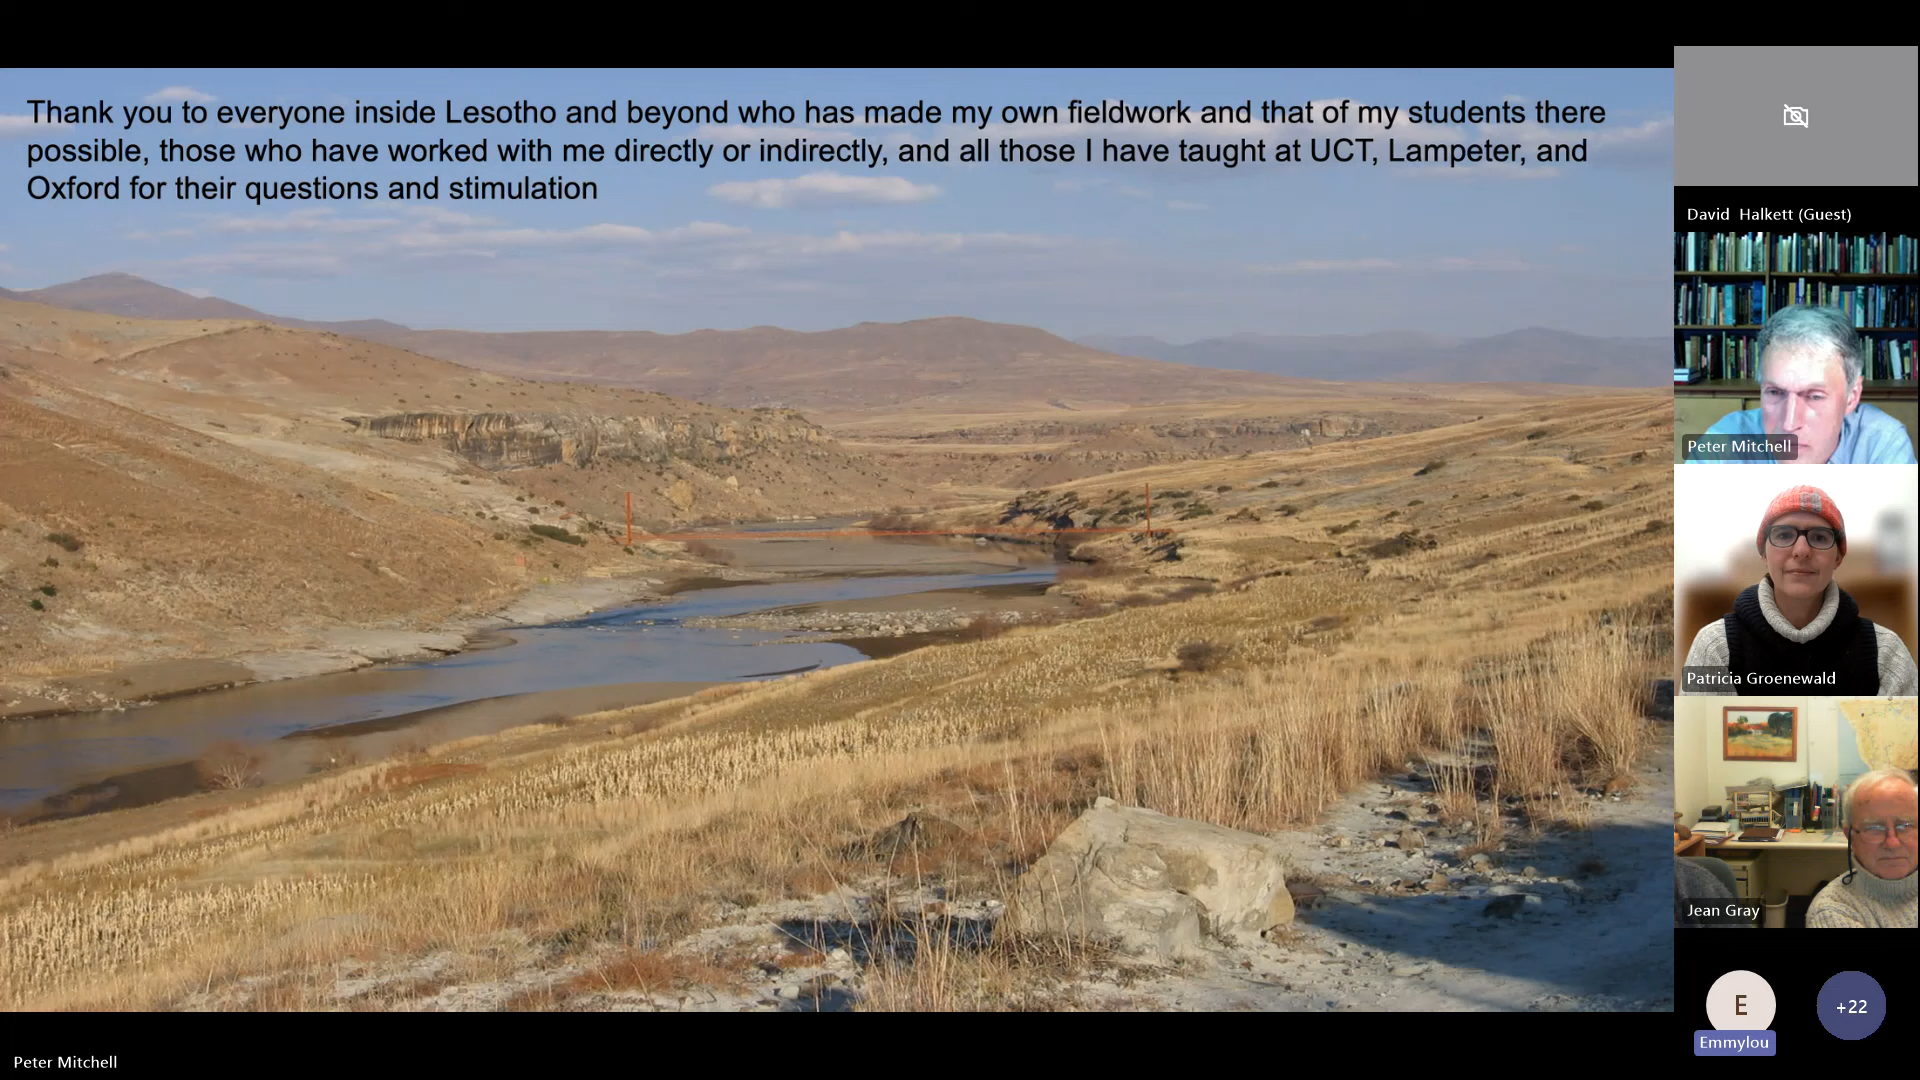 Thank you to everyone inside Lesotho and beyond who has made my own fieldwork and that of my students there
possible, those who have worked with me directly or indirectly, and all those I have taught at UCT, Lampeter, and
Oxford for their questions and stimulation
David Halkett (Guest)
Peter Mitchell
Patricia Groenewald
Jean Gray
E
Emmylou
+22
Peter Mitchell